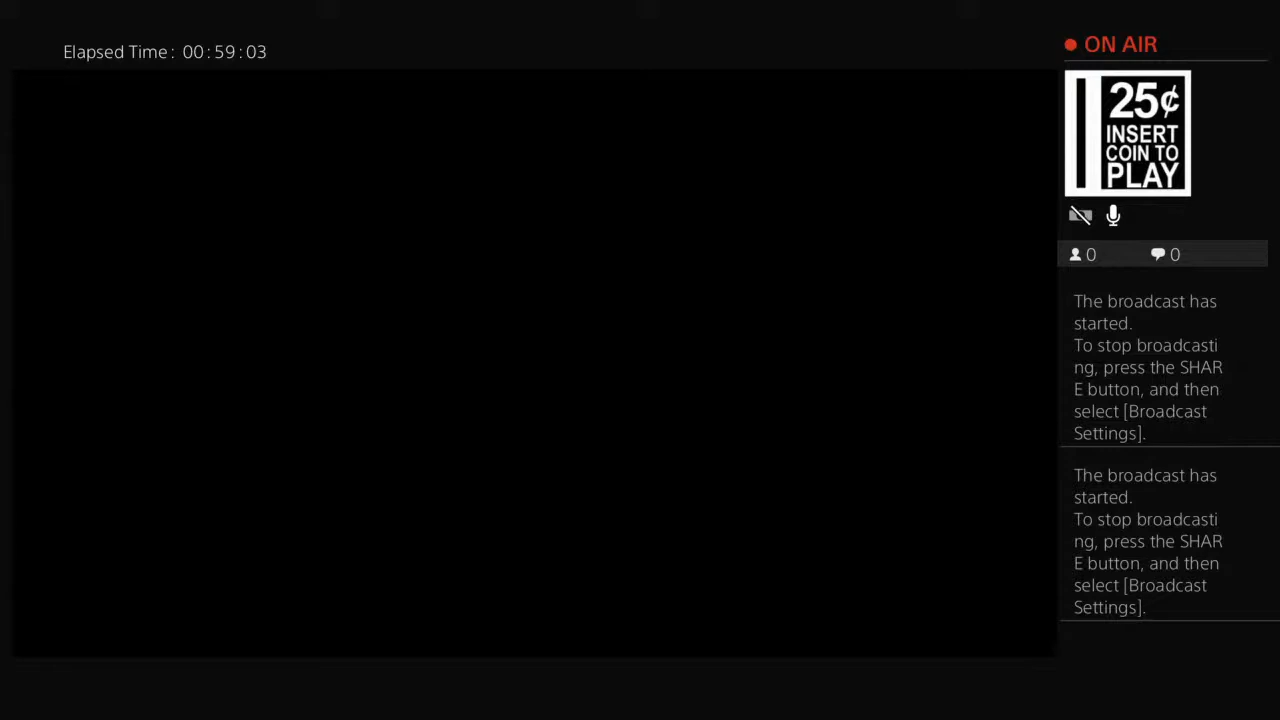 Elapsed Time: 00:59:03
ON AIR
25¢
INSERT
COIN TO
PLAY
0 0
The broadcast has
started.
To stop broadcasti
ng, press the SHAR
E button, and then
select [Broadcast
Settings].
The broadcast has
started.
To stop broadcasti
ng, press the SHAR
E button, and then
select [Broadcast
Settings].